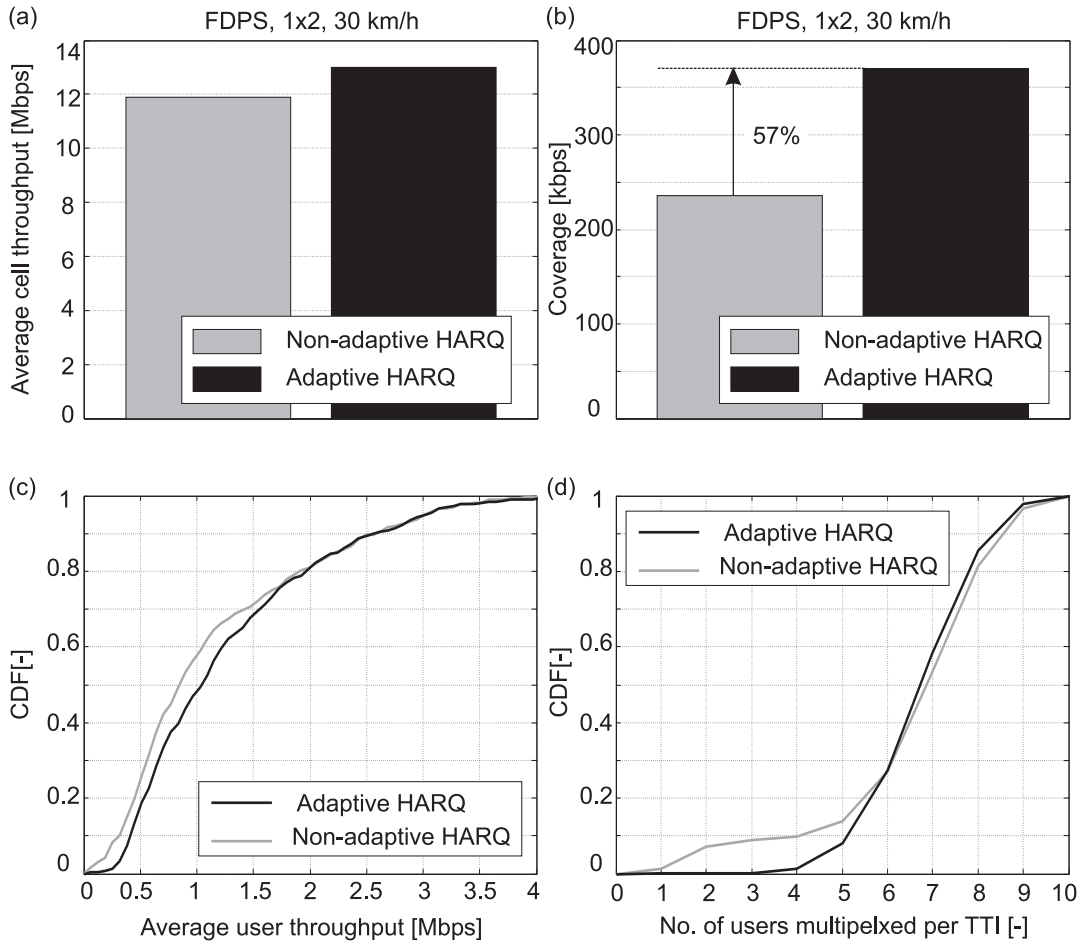 (a)
FDPS, 1x2, 30 km/h
Average cell throughput [Mbps]
14
12
10
8
6
4
2
0
Non-adaptive HARQ
Adaptive HARQ
(b)
FDPS, 1x2, 30 km/h
Coverage [kbps]
400
300
200
100
0
57%
Non-adaptive HARQ
Adaptive HARQ
(c)
CDF[-]
1
0.8
0.6
0.4
0.2
0
Adaptive HARQ
Non-adaptive HARQ
0 0.5 1 1.5 2 2.5 3 3.5 4
Average user throughput [Mbps]
(d)
CDF[-]
1
0.8
0.6
0.4
0.2
0
Adaptive HARQ
Non-adaptive HARQ
0 1 2 3 4 5 6 7 8 9 10
No. of users multipelxed per TTI [-]